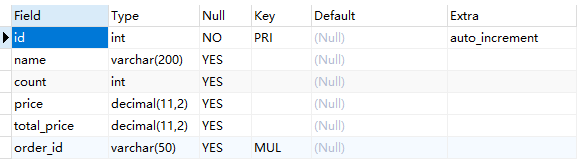 Field Type Null Key Default Extra
id int NO PRI (Null) auto_increment
name varchar(200) YES (Null)
count int YES (Null)
price decimal(11,2) YES (Null)
total_price decimal(11,2) YES (Null)
order_id varchar(50) YES MUL (Null)